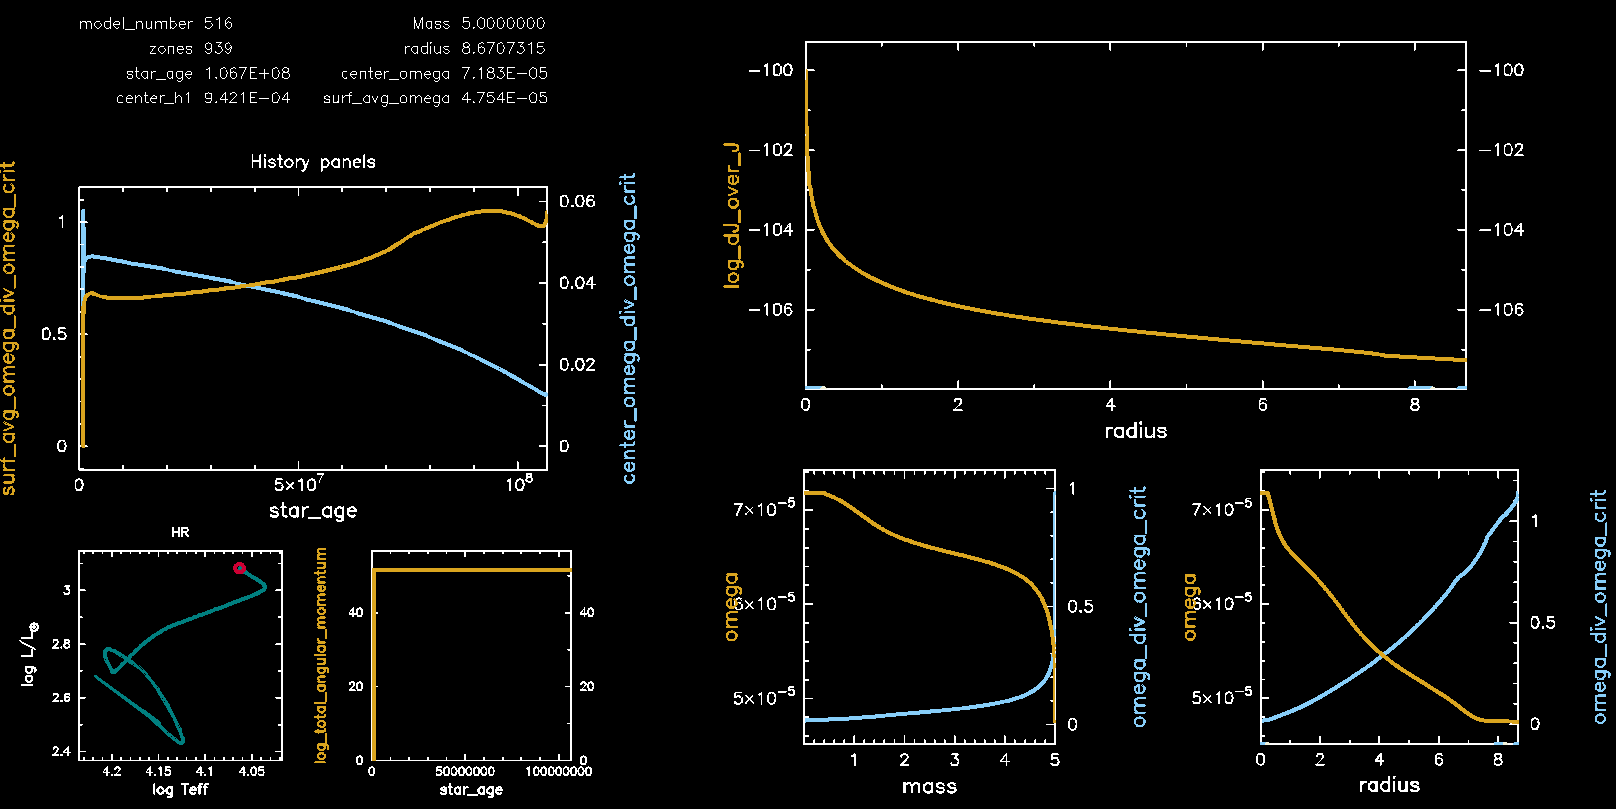 model_number 516 Mass 5.0000000
zones 939 radius 8.6707315
star_age 1.067E+08 center_omega 7.183E-05
center_h1 9.421E-04 surf_avg_omega 4.754E-05
History panels
surf_avg_omega_div_omega_crit
1
0.5
0
0.06
0.04
0.02
0
center_omega_div_omega_crit
0 5×10⁷ 10⁸
star_age
HR
log L/L⊙
3
2.8
2.6
2.4
4.2 4.15 4.1 4.05
log Teff
log_total_angular_momentum
40
20
0
40
20
0
0 50000000 100000000
star_age
log_dJ_over_J
-100
-102
-104
-106
-100
-102
-104
-106
0 2 4 6 8
radius
omega
7×10⁻⁵
6×10⁻⁵
5×10⁻⁵
1
0.5
0
omega_div_omega_crit
1 2 3 4 5
mass
omega
7×10⁻⁵
6×10⁻⁵
5×10⁻⁵
1
0.5
0
omega_div_omega_crit
0 2 4 6 8
radius